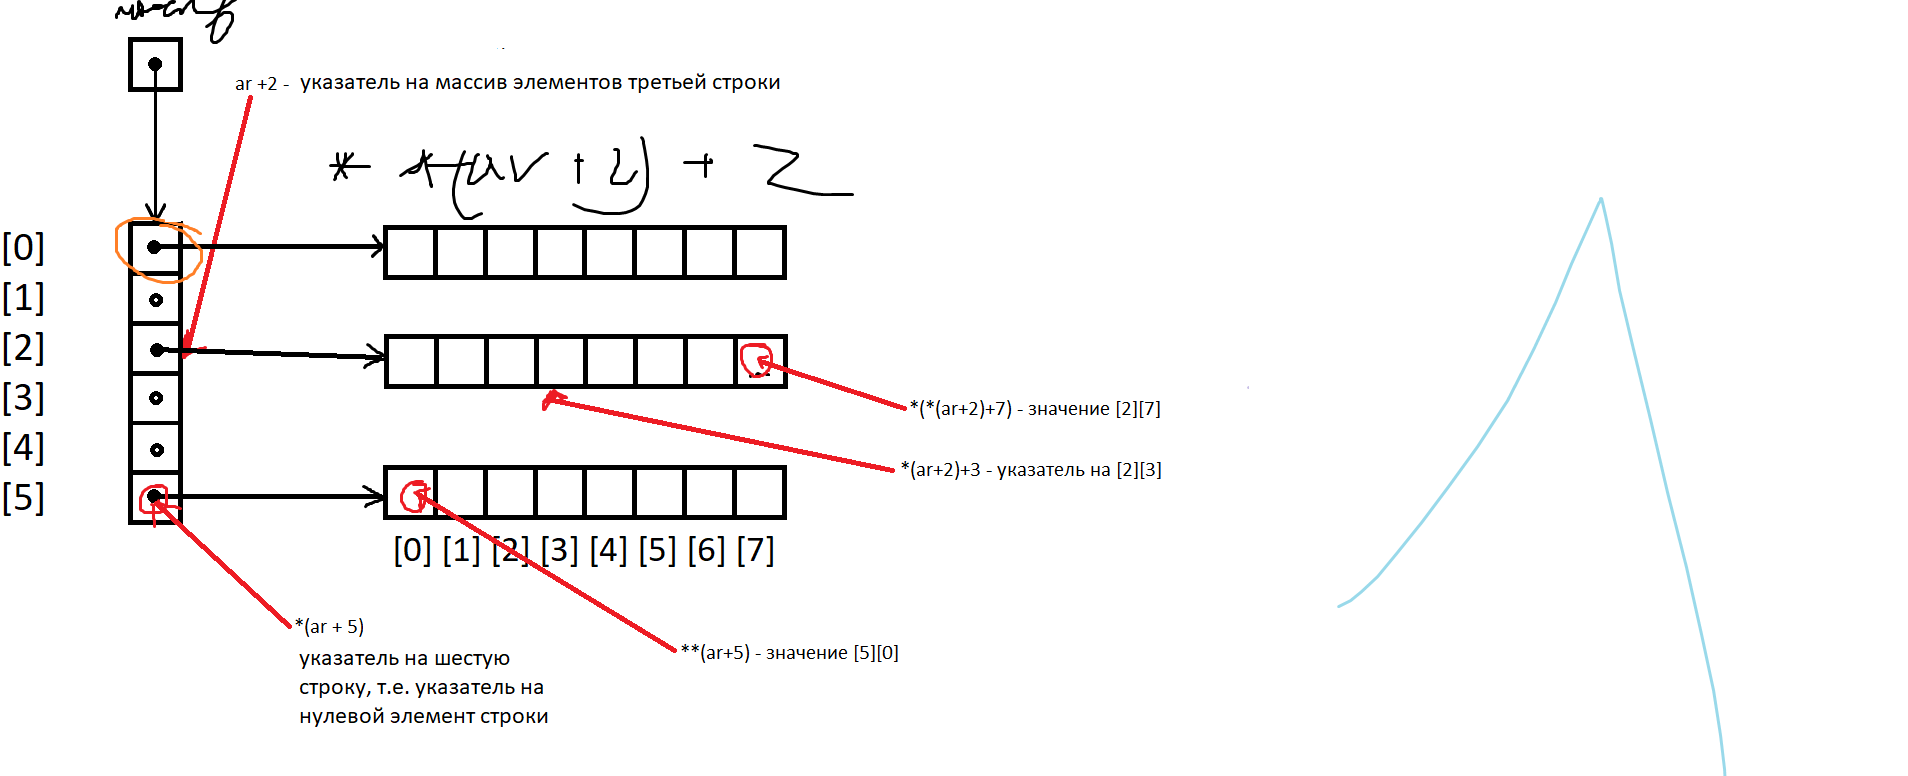 ar +2 - указатель на массив элементов третьей строки
* *(ar + 2) + 2
[0]
[1]
[2]
[3]
[4]
[5]
*(*(ar+2)+7) - значение [2][7]
*(ar+2)+3 - указатель на [2][3]
[0] [1] [2] [3] [4] [5] [6] [7]
*(ar + 5)
указатель на шестую
строку, т.е. указатель на
нулевой элемент строки
**(ar+5) - значение [5][0]